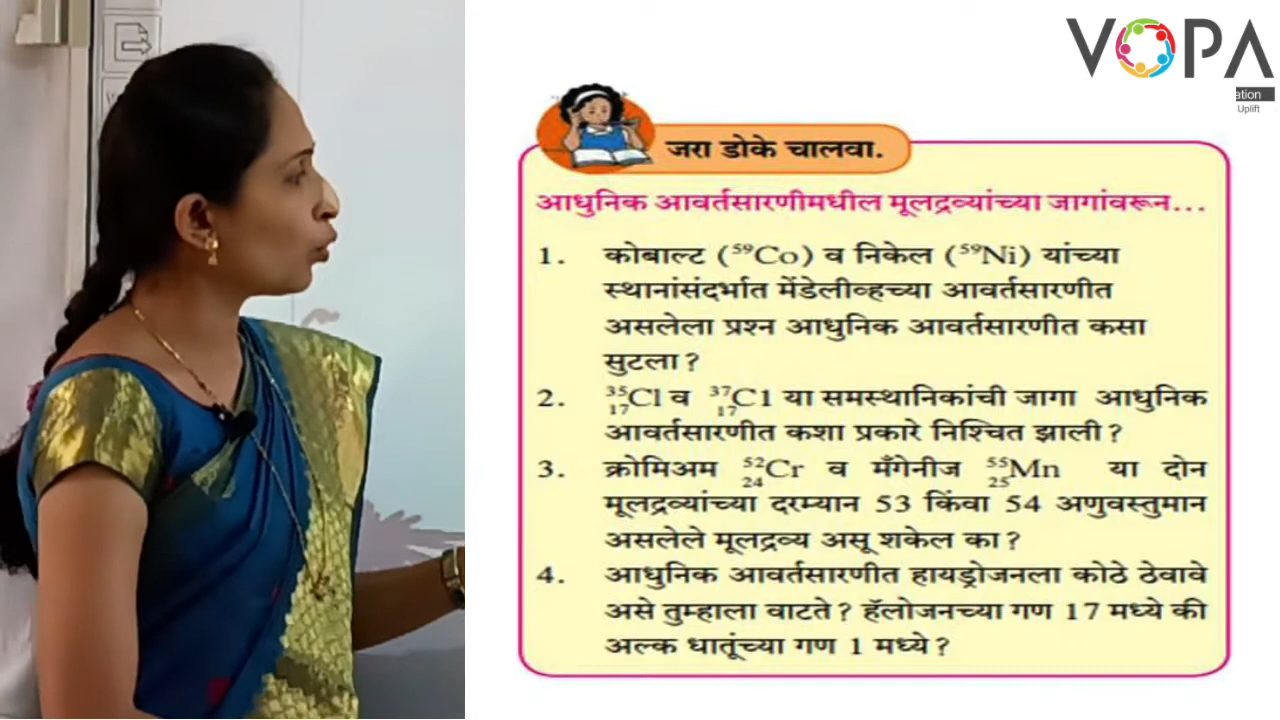 VOPA
ation
Uplift
जरा डोके चालवा.
आधुनिक आवर्तसारणीमधील मूलद्रव्यांच्या जागांवरून...
1. कोबाल्ट (⁵⁹Co) व निकेल (⁵⁹Ni) यांच्या
स्थानांसंदर्भात मेंडेलीव्हच्या आवर्तसारणीत
असलेला प्रश्न आधुनिक आवर्तसारणीत कसा
सुटला ?
2. ³⁵₁₇Cl व ³⁷₁₇C1 या समस्थानिकांची जागा आधुनिक
आवर्तसारणीत कशा प्रकारे निश्चित झाली ?
3. क्रोमिअम ⁵²₂₄Cr व मँगेनीज ⁵⁵₂₅Mn या दोन
मूलद्रव्यांच्या दरम्यान 53 किंवा 54 अणुवस्तुमान
असलेले मूलद्रव्य असू शकेल का ?
4. आधुनिक आवर्तसारणीत हायड्रोजनला कोठे ठेवावे
असे तुम्हाला वाटते ? हॅलोजनच्या गण 17 मध्ये की
अल्क धातूंच्या गण 1 मध्ये ?